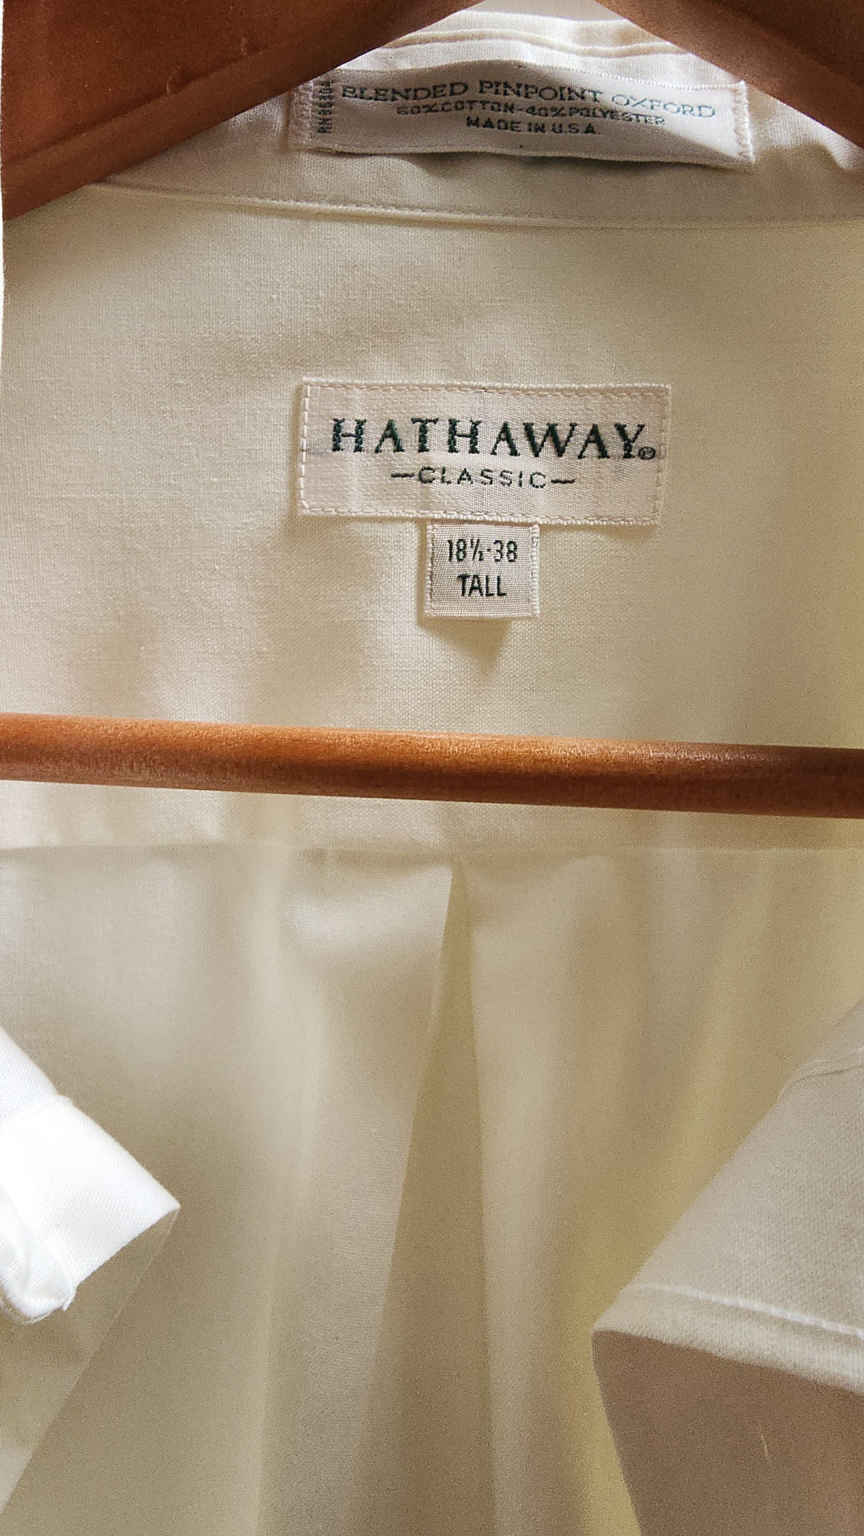 BLENDED PINPOINT OXFORD
60% COTTON-40% POLYESTER
MADE IN U.S.A.
HATHAWAY®
—CLASSIC—
18½·38
TALL